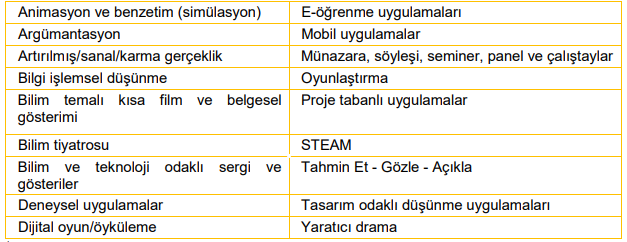 Animasyon ve benzetim (simülasyon)
E-öğrenme uygulamaları
Argümantasyon
Mobil uygulamalar
Artırılmış/sanal/karma gerçeklik
Münazara, söyleşi, seminer, panel ve çalıştaylar
Bilgi işlemsel düşünme
Oyunlaştırma
Bilim temalı kısa film ve belgesel
gösterimi
Proje tabanlı uygulamalar
Bilim tiyatrosu
STEAM
Bilim ve teknoloji odaklı sergi ve
gösteriler
Tahmin Et - Gözle - Açıkla
Deneysel uygulamalar
Tasarım odaklı düşünme uygulamaları
Dijital oyun/öyküleme
Yaratıcı drama